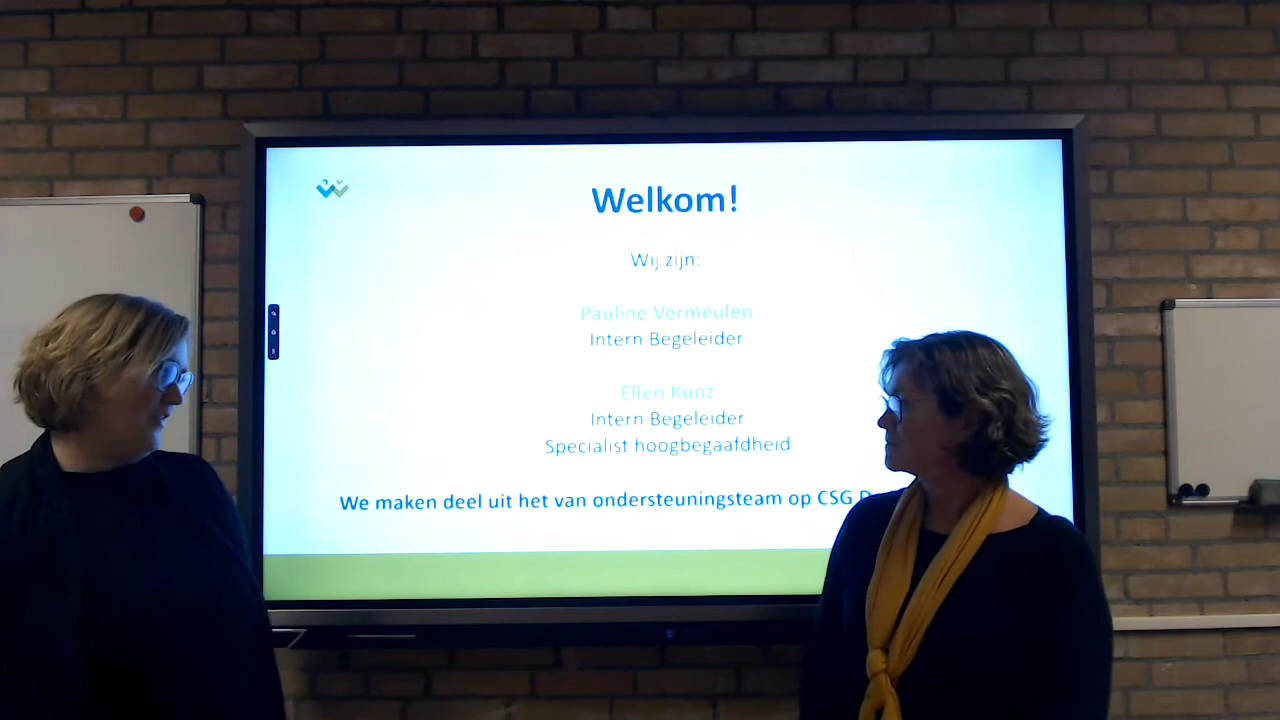 Welkom!
Wij zijn:
Pauline Vermeulen
Intern Begeleider
Ellen Kunz
Intern Begeleider
Specialist hoogbegaafdheid
We maken deel uit het van ondersteuningsteam op CSG